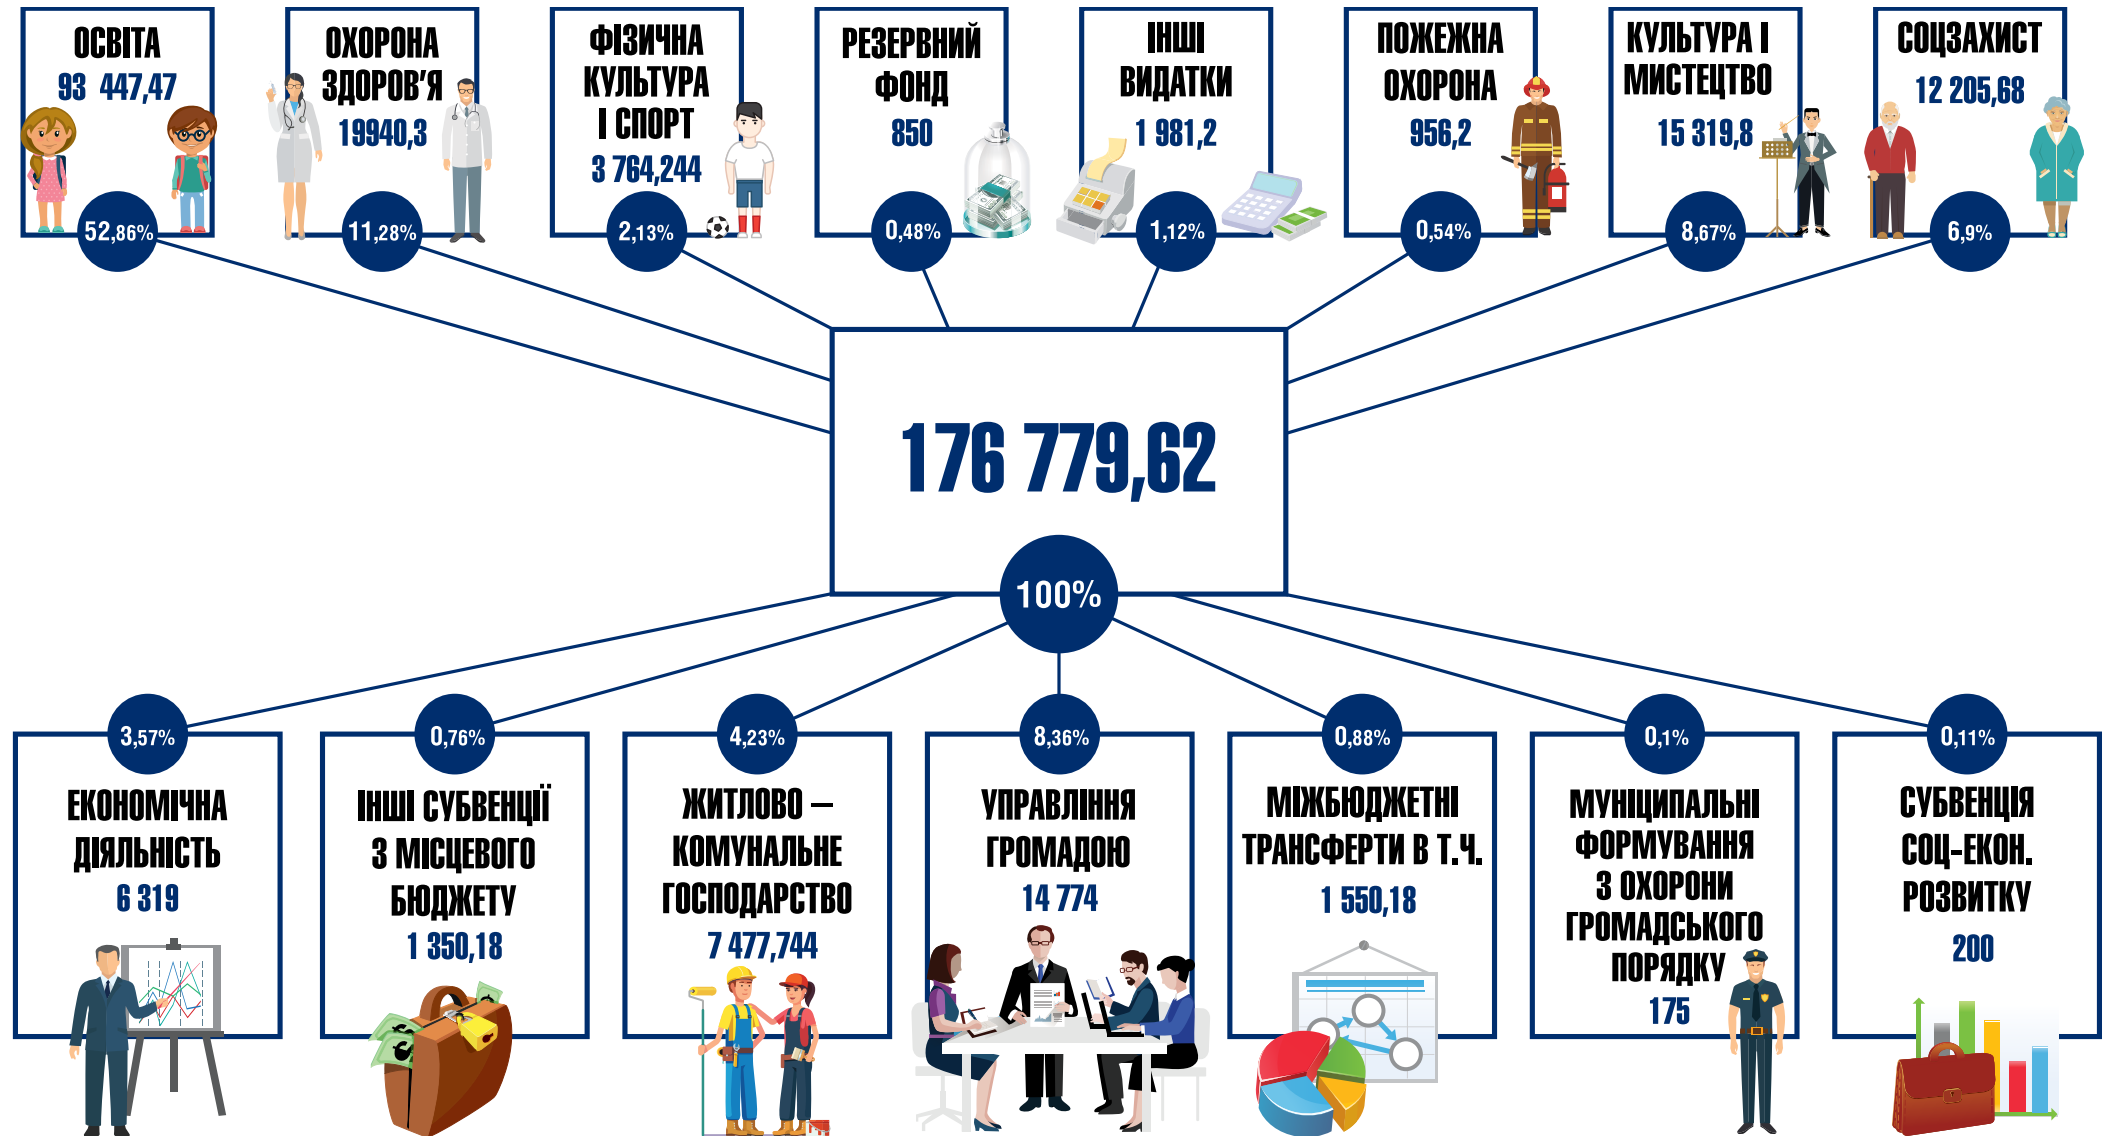 ОСВІТА
93 447,47
52,86%
ОХОРОНА
ЗДОРОВ'Я
19940,3
11,28%
ФІЗИЧНА
КУЛЬТУРА
І СПОРТ
3 764,244
2,13%
РЕЗЕРВНИЙ
ФОНД
850
0,48%
ІНШІ
ВИДАТКИ
1 981,2
1,12%
ПОЖЕЖНА
ОХОРОНА
956,2
0,54%
КУЛЬТУРА І
МИСТЕЦТВО
15 319,8
8,67%
СОЦЗАХИСТ
12 205,68
6,9%
176 779,62
100%
3,57%
ЕКОНОМІЧНА
ДІЯЛЬНІСТЬ
6 319
0,76%
ІНШІ СУБВЕНЦІЇ
З МІСЦЕВОГО
БЮДЖЕТУ
1 350,18
4,23%
ЖИТЛОВО –
КОМУНАЛЬНЕ
ГОСПОДАРСТВО
7 477,744
8,36%
УПРАВЛІННЯ
ГРОМАДОЮ
14 774
0,88%
МІЖБЮДЖЕТНІ
ТРАНСФЕРТИ В Т.Ч.
1 550,18
0,1%
МУНІЦИПАЛЬНІ
ФОРМУВАННЯ
З ОХОРОНИ
ГРОМАДСЬКОГО
ПОРЯДКУ
175
0,11%
СУБВЕНЦІЯ
СОЦ-ЕКОН.
РОЗВИТКУ
200